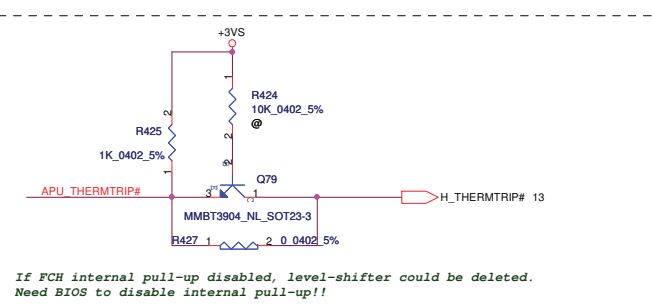 +3VS
1
R424
10K_0402_5%
@
2
2
R425
1K_0402_5%
1
2
B
Q79
APU_THERMTRIP#
3
E
1
C
H_THERMTRIP# 13
MMBT3904_NL_SOT23-3
R427 1 2 0_0402_5%
If FCH internal pull-up disabled, level-shifter could be deleted.
Need BIOS to disable internal pull-up!!